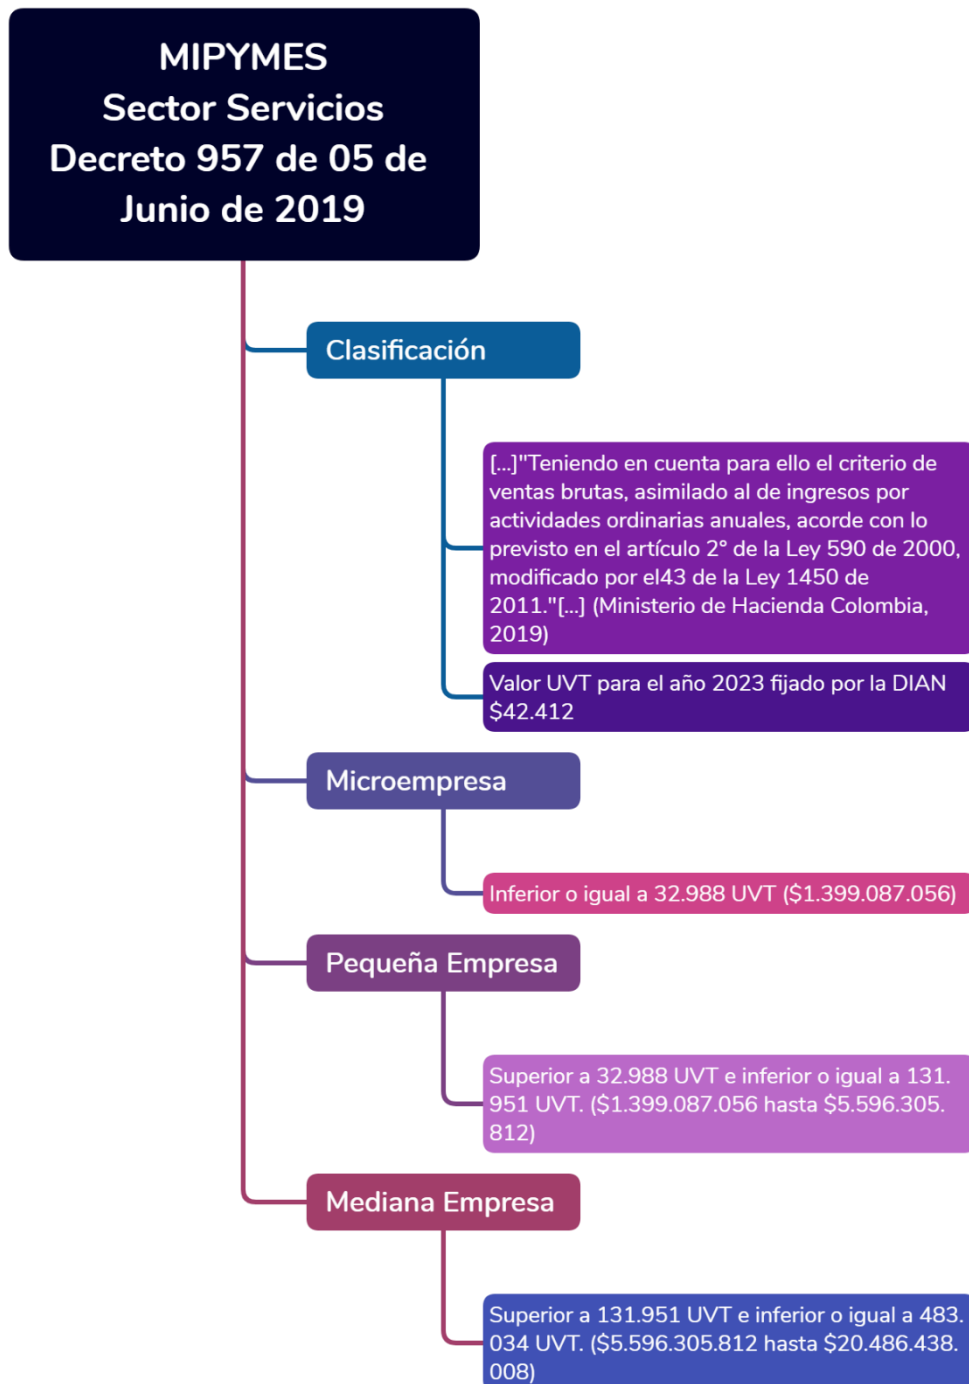 MIPYMES
Sector Servicios
Decreto 957 de 05 de
Junio de 2019
Clasificación
[...]"Teniendo en cuenta para ello el criterio de
ventas brutas, asimilado al de ingresos por
actividades ordinarias anuales, acorde con lo
previsto en el artículo 2° de la Ley 590 de 2000,
modificado por el43 de la Ley 1450 de
2011."[...] (Ministerio de Hacienda Colombia,
2019)
Valor UVT para el año 2023 fijado por la DIAN
$42.412
Microempresa
Inferior o igual a 32.988 UVT ($1.399.087.056)
Pequeña Empresa
Superior a 32.988 UVT e inferior o igual a 131.
951 UVT. ($1.399.087.056 hasta $5.596.305.
812)
Mediana Empresa
Superior a 131.951 UVT e inferior o igual a 483.
034 UVT. ($5.596.305.812 hasta $20.486.438.
008)